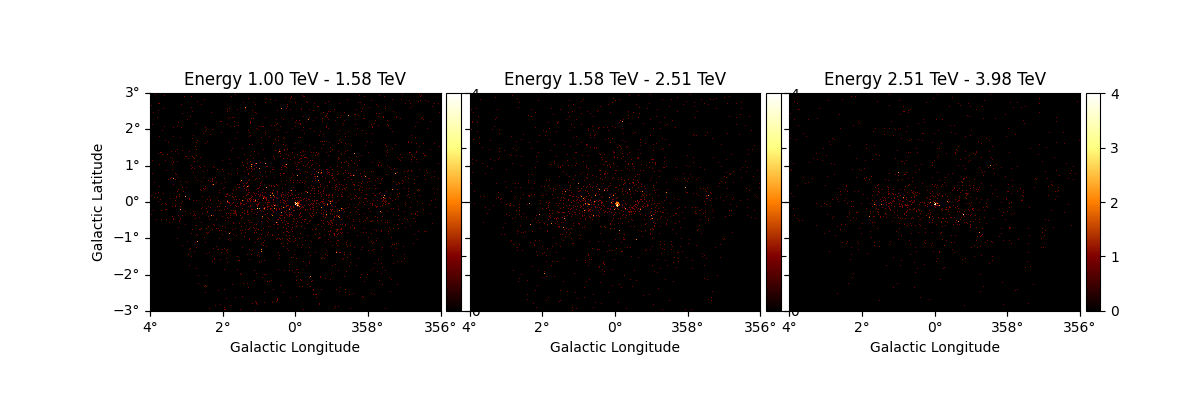 Energy 1.00 TeV - 1.58 TeV
Energy 1.58 TeV - 2.51 TeV
Energy 2.51 TeV - 3.98 TeV
3°
2°
1°
0°
−1°
−2°
−3°
Galactic Latitude
4° 2° 0° 358° 356°
4° 2° 0° 358° 356°
4° 2° 0° 358° 356°
Galactic Longitude
Galactic Longitude
Galactic Longitude
4
3
2
1
0